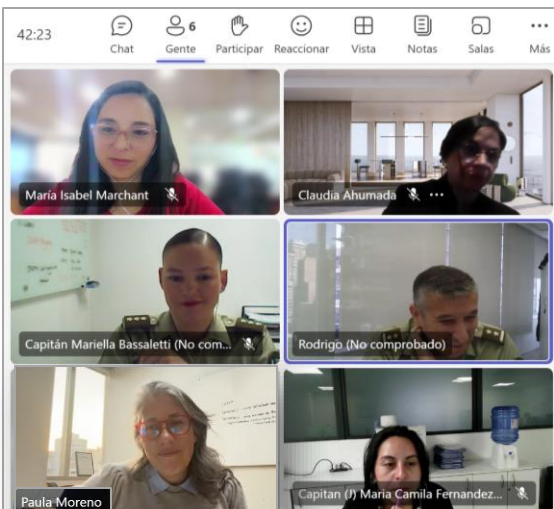 42:23
6
Chat
Gente
Participar
Reaccionar
Vista
Notas
Salas
Más
María Isabel Marchant
Claudia Ahumada
Capitán Mariella Bassaletti (No com...
Rodrigo (No comprobado)
Paula Moreno
Capitan (J) Maria Camila Fernandez...